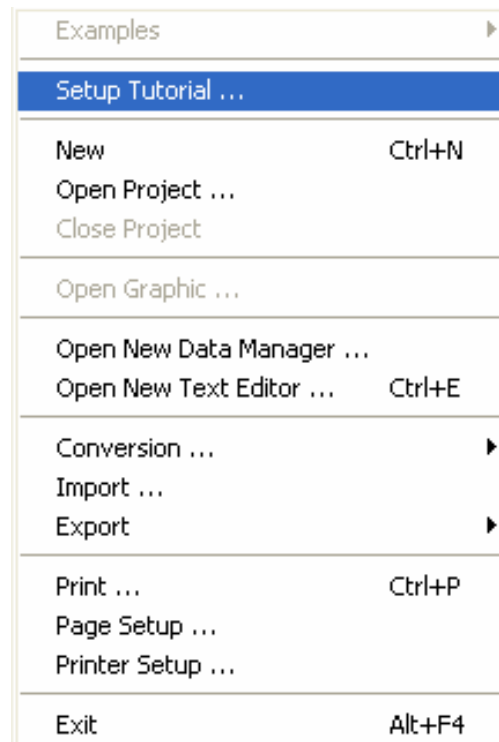 Examples
Setup Tutorial ...
New Ctrl+N
Open Project ...
Close Project
Open Graphic ...
Open New Data Manager ...
Open New Text Editor ... Ctrl+E
Conversion ...
Import ...
Export
Print ... Ctrl+P
Page Setup ...
Printer Setup ...
Exit Alt+F4